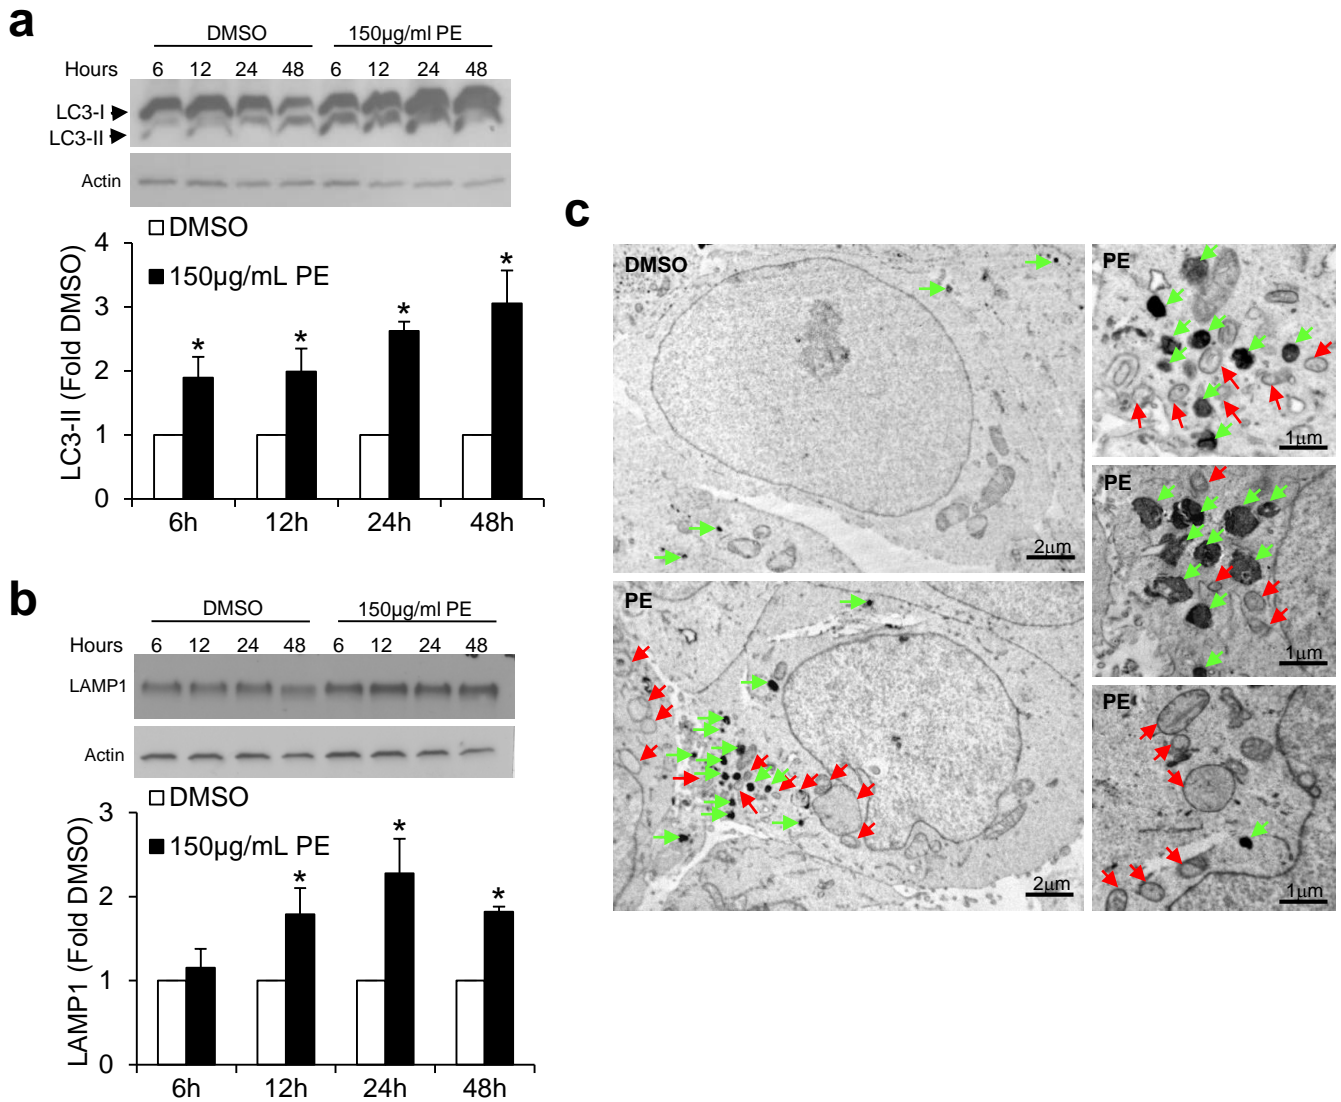 a
DMSO 150µg/ml PE
Hours 6 12 24 48 6 12 24 48
LC3-I
LC3-II
Actin
DMSO
150µg/mL PE
LC3-II (Fold DMSO)
4
3
2
1
0
* * * *
6h 12h 24h 48h
b
DMSO 150µg/ml PE
Hours 6 12 24 48 6 12 24 48
LAMP1
Actin
DMSO
150µg/mL PE
LAMP1 (Fold DMSO)
3
2
1
0
* * *
6h 12h 24h 48h
c
DMSO
2µm
PE
2µm
PE
1µm
PE
1µm
PE
1µm